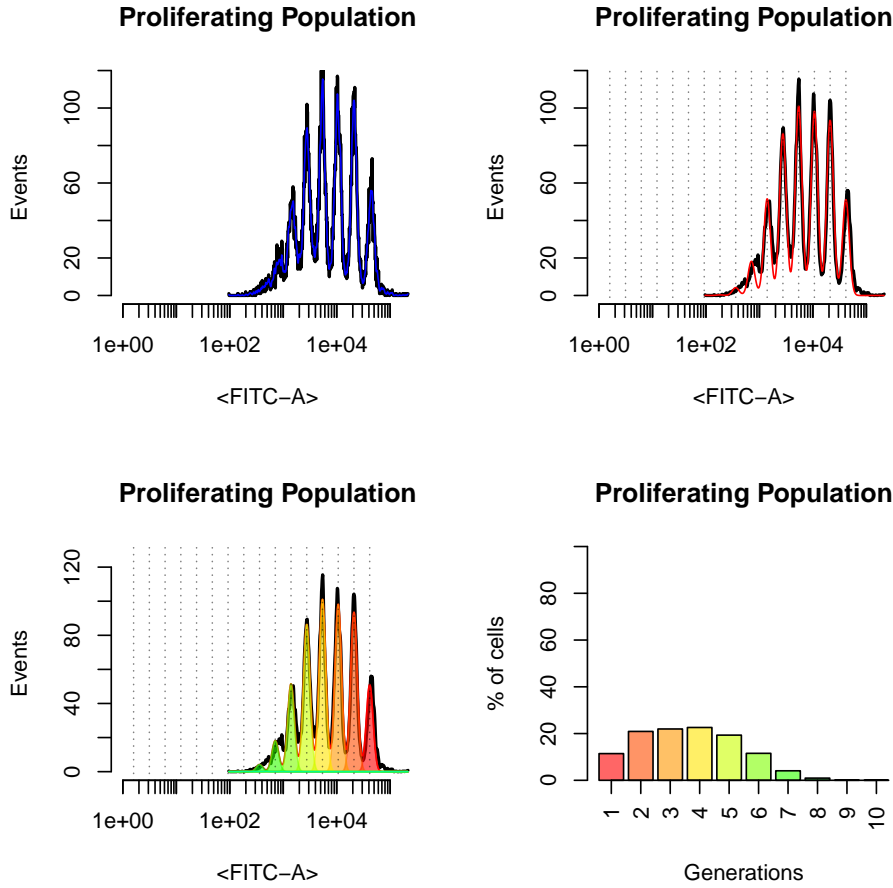 Proliferating Population
Events
0 20 60 100
1e+00 1e+02 1e+04
<FITC−A>
Proliferating Population
Events
0 20 60 100
1e+00 1e+02 1e+04
<FITC−A>
Proliferating Population
Events
0 40 80 120
1e+00 1e+02 1e+04
<FITC−A>
Proliferating Population
% of cells
0 20 40 60 80
1 2 3 4 5 6 7 8 9 10
Generations